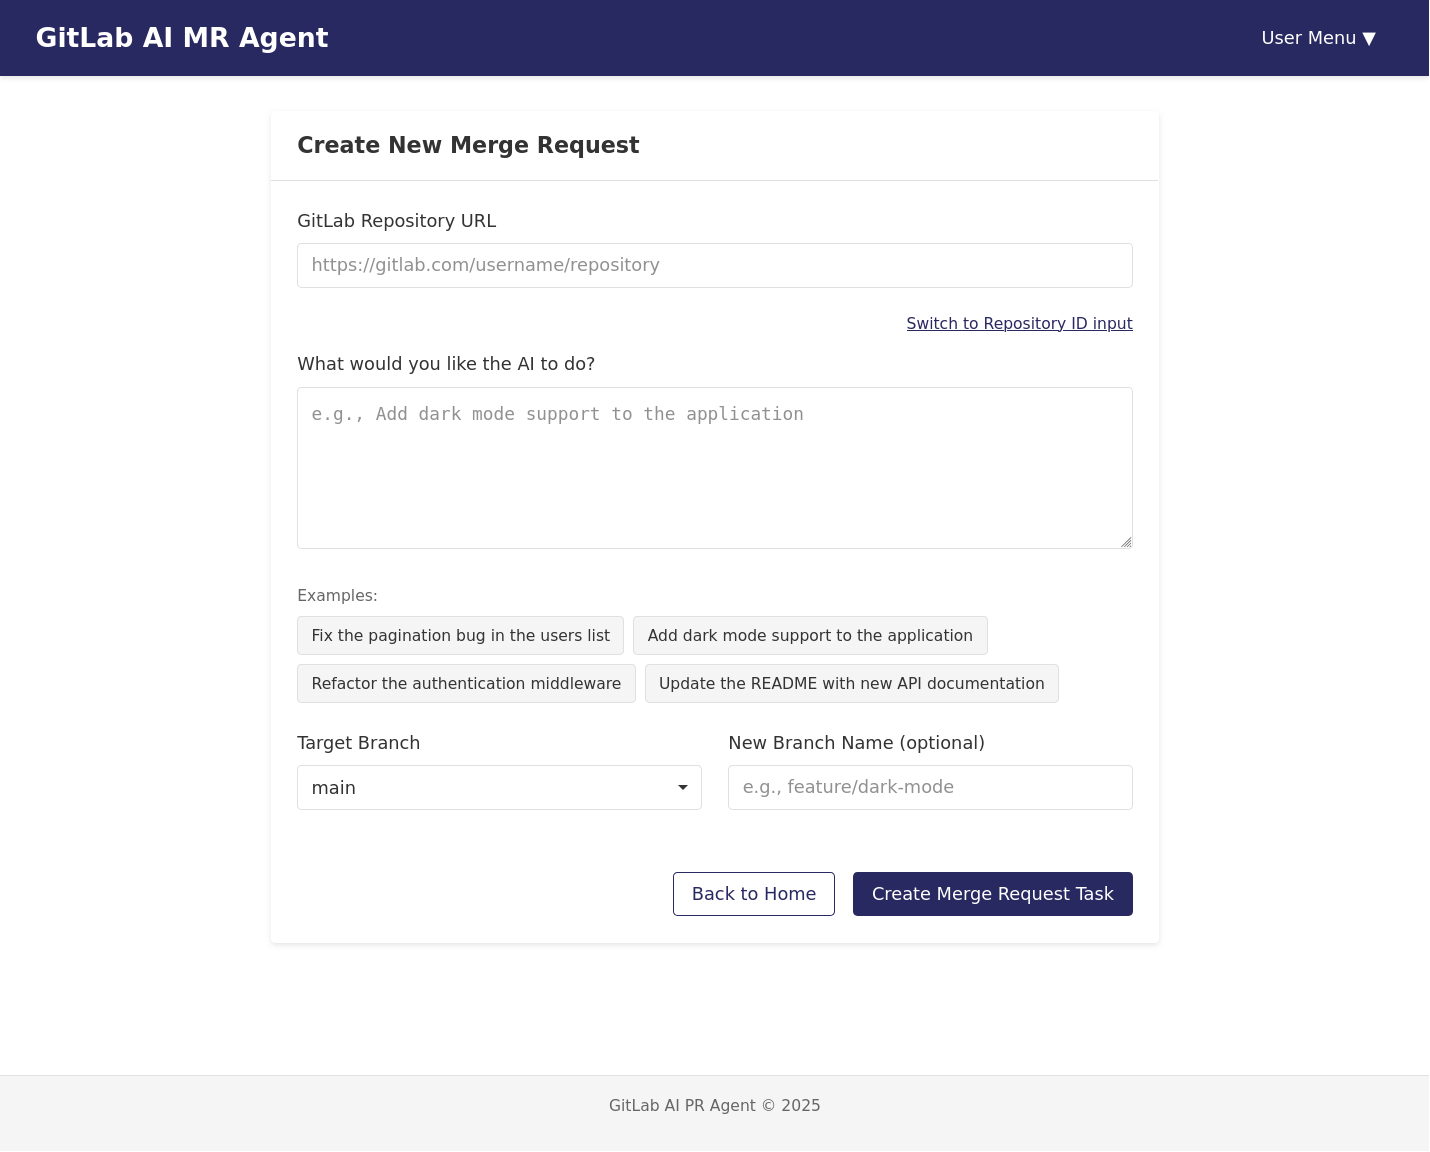 GitLab AI MR Agent
User Menu ▼
Create New Merge Request
GitLab Repository URL
https://gitlab.com/username/repository
Switch to Repository ID input
What would you like the AI to do?
e.g., Add dark mode support to the application
Examples:
Fix the pagination bug in the users list
Add dark mode support to the application
Refactor the authentication middleware
Update the README with new API documentation
Target Branch
New Branch Name (optional)
main
e.g., feature/dark-mode
Back to Home
Create Merge Request Task
GitLab AI PR Agent © 2025